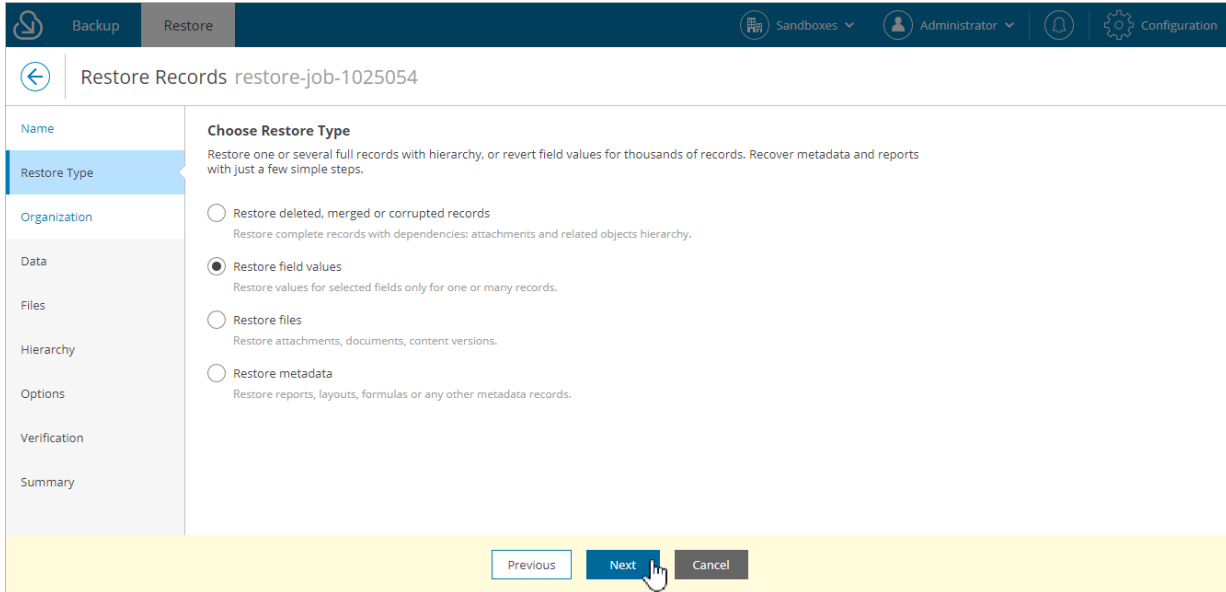 Backup
Restore
Sandboxes
Administrator
Configuration
Restore Records restore-job-1025054
Name
Restore Type
Organization
Data
Files
Hierarchy
Options
Verification
Summary
Choose Restore Type
Restore one or several full records with hierarchy, or revert field values for thousands of records. Recover metadata and reports
with just a few simple steps.
Restore deleted, merged or corrupted records
Restore complete records with dependencies: attachments and related objects hierarchy.
Restore field values
Restore values for selected fields only for one or many records.
Restore files
Restore attachments, documents, content versions.
Restore metadata
Restore reports, layouts, formulas or any other metadata records.
Previous
Next
Cancel